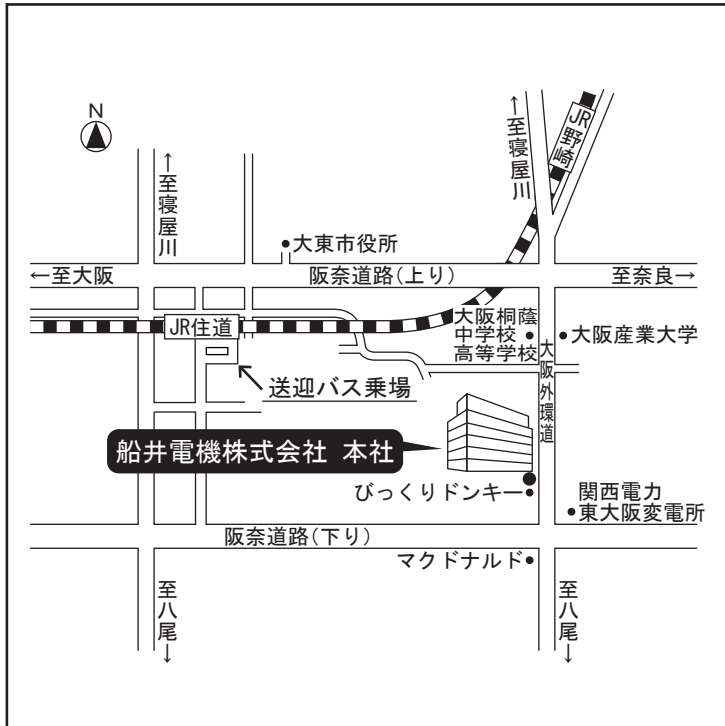 N
←至寝屋川
←至寝屋川
JR野崎
大東市役所
←至大阪
阪奈道路(上り)
至奈良→
JR住道
大阪桐蔭
中学校
高等学校
大阪産業大学
大阪外環道
送迎バス乗場
船井電機株式会社 本社
びっくりドンキー
関西電力
東大阪変電所
阪奈道路(下り)
マクドナルド
至八尾→
至八尾→